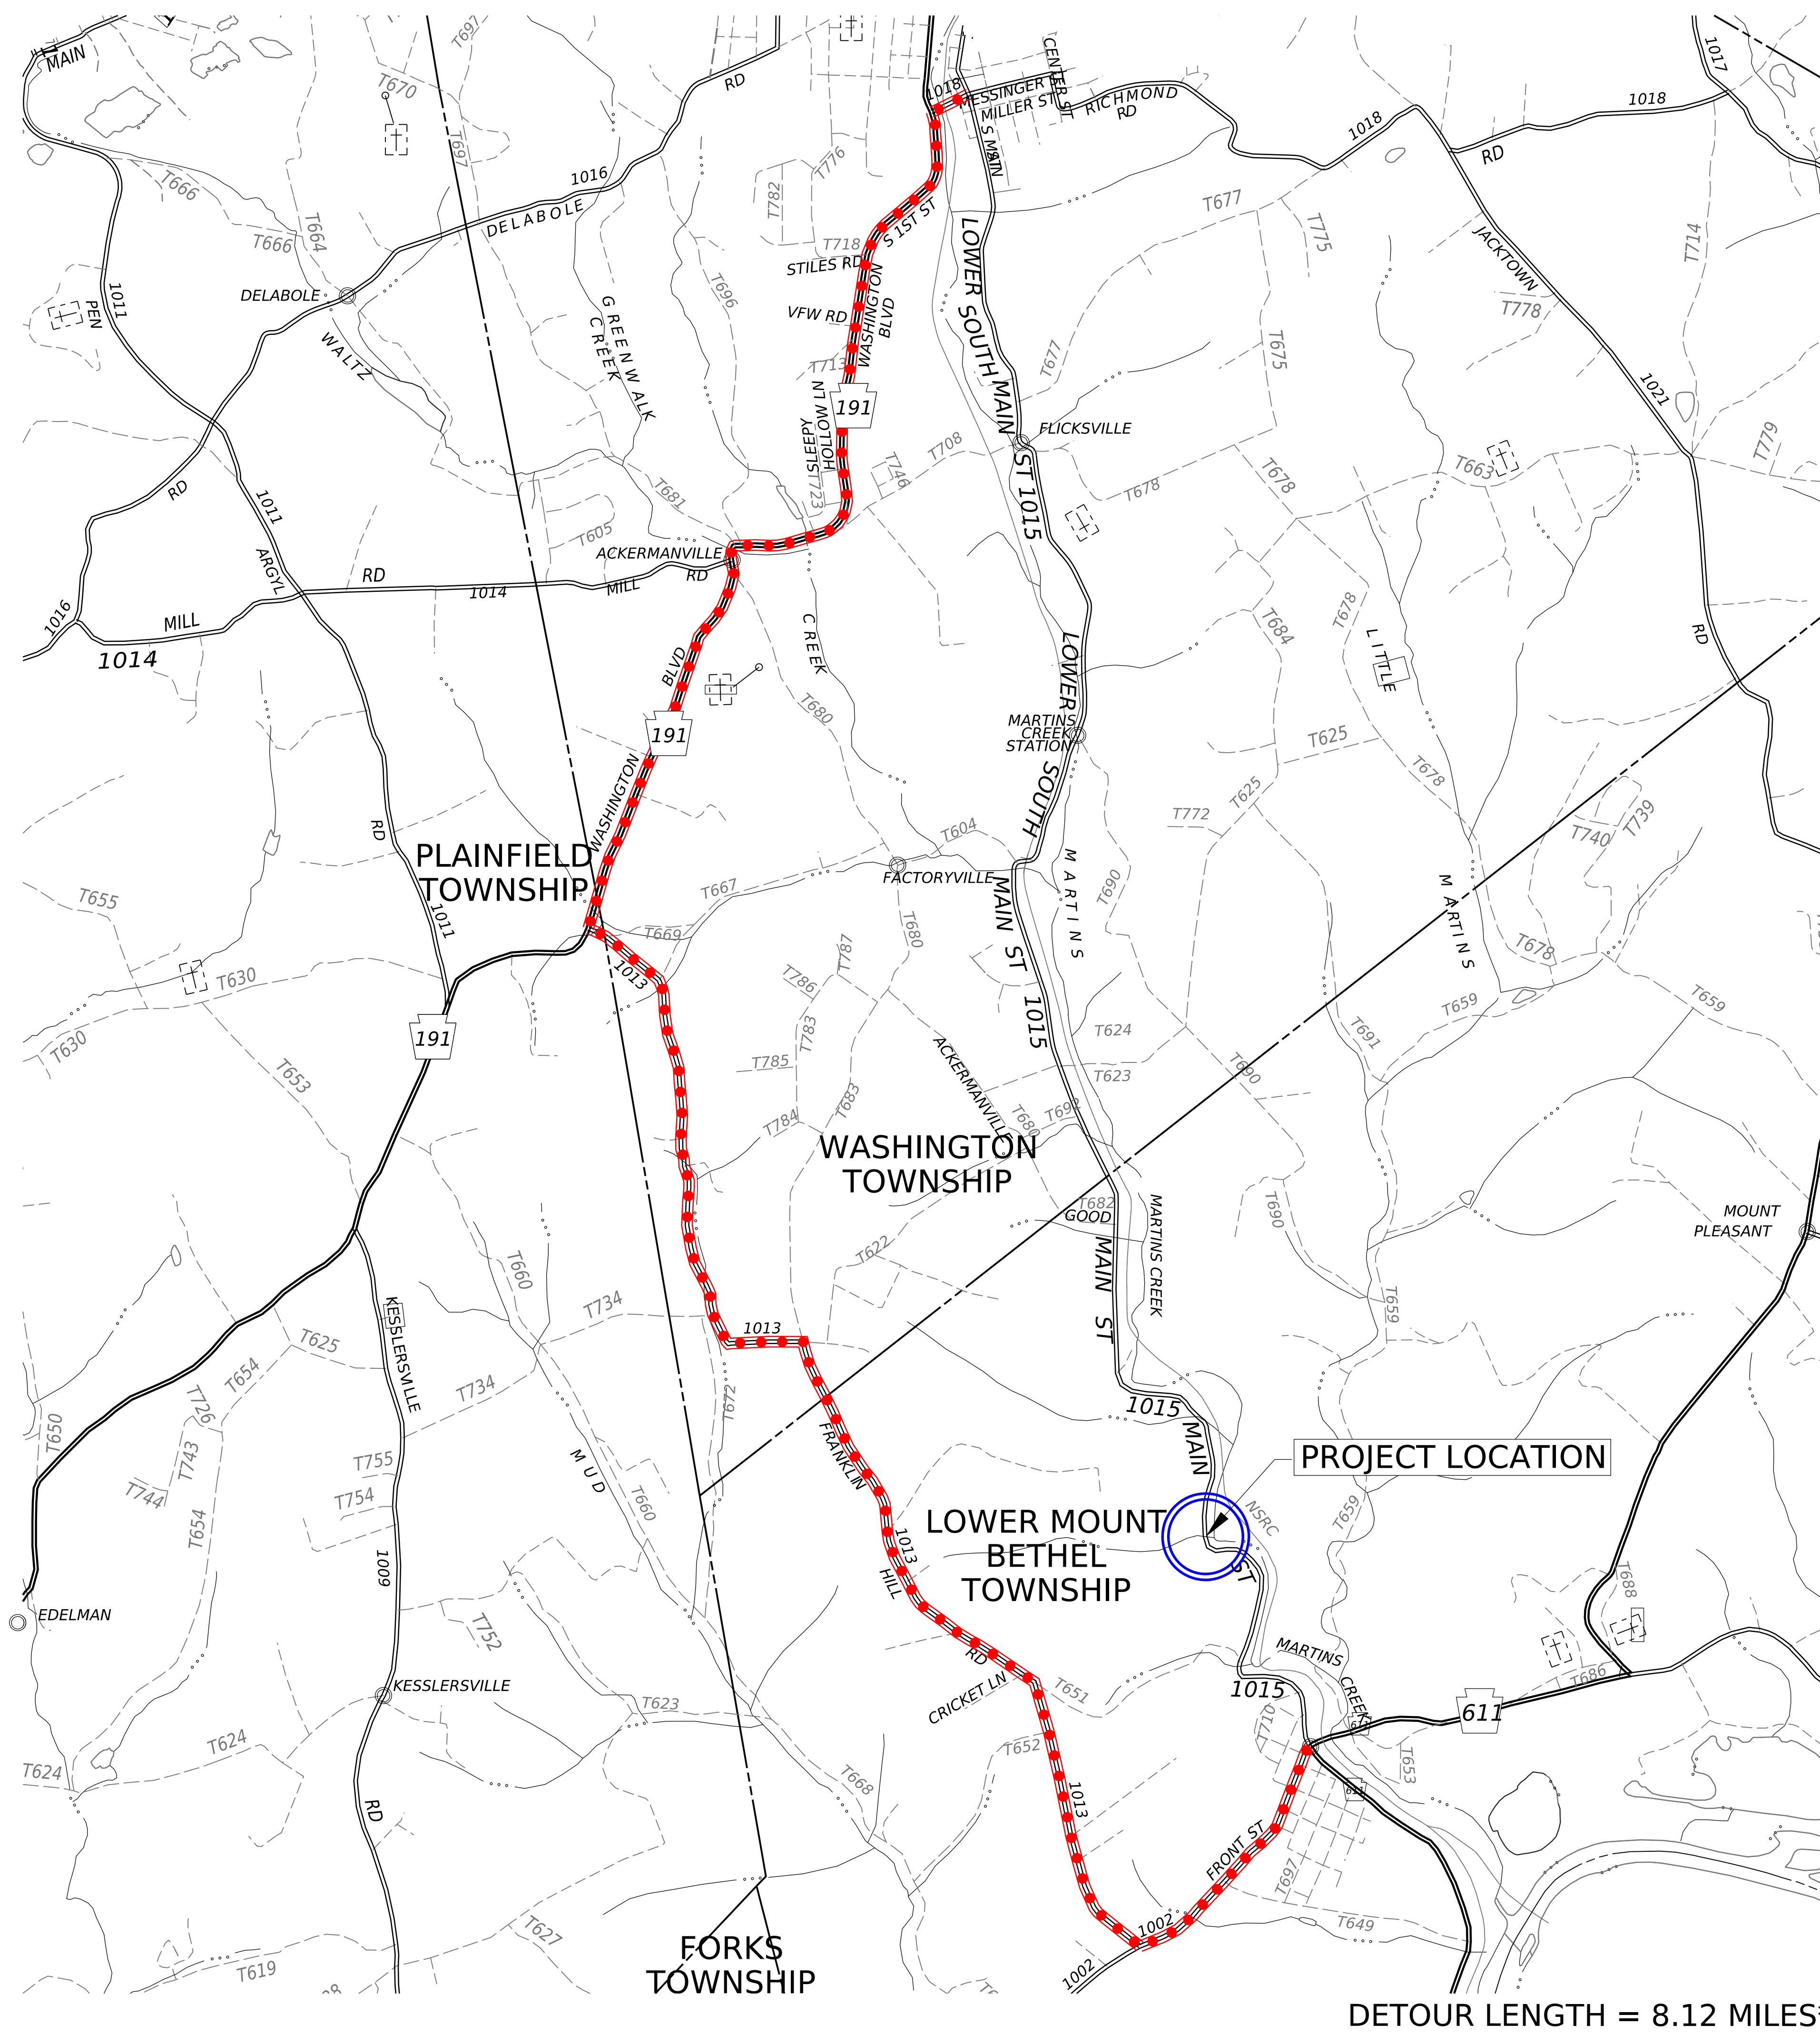 MAIN
T670
T697
RD
1018
MESSINGER ST
MILLER ST
CENTER ST
RICHMOND
RD
1017
1018
1018
RD
T697
T666
T664
T666
1016
DELABOLE
T776
T782
S MAIN
S 1ST ST
T677
T775
T714
JACKTOWN
DELABOLE
1011
PEN
WALTZ
GREENWALK
CREEK
T696
T718
STILES RD
VFW RD
WASHINGTON
BLVD
T713
LOWER SOUTH MAIN ST 1015
T677
T675
T778
1021
191
HOLLOW LN
SLEEPY
T723
T746
T708
FLICKSVILLE
T678
T678
T663
T779
RD
1011
ARGYL
T681
T605
ACKERMANVILLE
RD
MILL
1014
RD
1016
MILL
1014
CREEK
T684
T678
LITTLE
RD
BLVD
T680
LOWER
MARTINS
CREEK
STATION
T625
T678
191
WASHINGTON
SOUTH
T625
T772
T740
T739
RD
PLAINFIELD
TOWNSHIP
T604
FACTORYVILLE
T667
T655
1011
T669
1013
T680
MAIN ST 1015
MARTINS
T690
MARTINS
T678
T630
T630
191
T653
T787
T786
T783
T785
T784
T683
ACKERMANVILLE
T680
T692
T624
T623
T690
T691
T659
T659
WASHINGTON
TOWNSHIP
T682
GOOD
MAIN ST
MARTINS CREEK
T690
MOUNT
PLEASANT
T622
T660
T734
1013
T659
KESSLERSVILLE
T625
T654
T726
T734
T672
FRANKLIN
1015
MAIN
T650
T743
T744
T755
T754
T654
MUD
T660
PROJECT LOCATION
NSRC
T659
LOWER MOUNT
BETHEL
TOWNSHIP
ST
1013
HILL
1009
T688
EDELMAN
T752
RD
CRICKET LN
T651
MARTINS
CREEK
1015
T686
611
KESSLERSVILLE
T623
T652
T710
611
T653
T624
T624
T668
1013
611
RD
FRONT ST
T697
1002
T649
T627
T619
FORKS
TOWNSHIP
1002
DETOUR LENGTH = 8.12 MILES